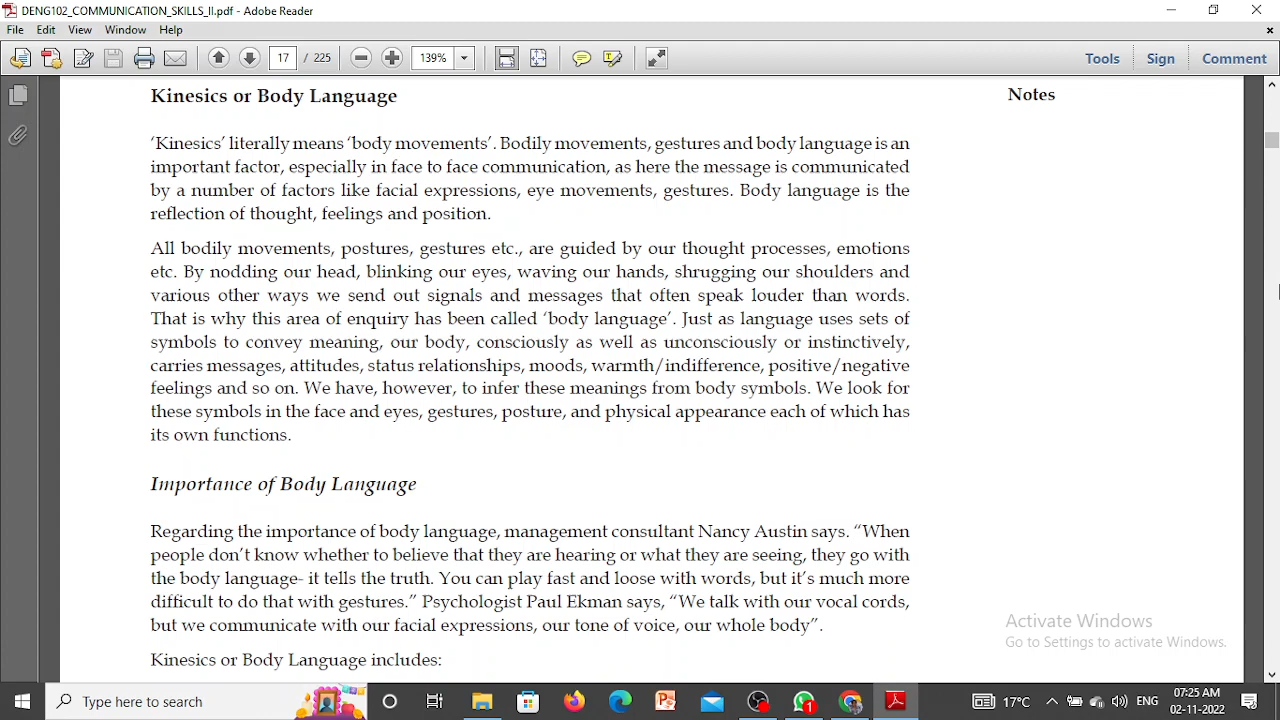 DENG102_COMMUNICATION_SKILLS_II.pdf - Adobe Reader
File Edit View Window Help
17 / 225 139% Tools Sign Comment
Kinesics or Body Language
Notes
‘Kinesics’ literally means ‘body movements’. Bodily movements, gestures and body language is an
important factor, especially in face to face communication, as here the message is communicated
by a number of factors like facial expressions, eye movements, gestures. Body language is the
reflection of thought, feelings and position.
All bodily movements, postures, gestures etc., are guided by our thought processes, emotions
etc. By nodding our head, blinking our eyes, waving our hands, shrugging our shoulders and
various other ways we send out signals and messages that often speak louder than words.
That is why this area of enquiry has been called ‘body language’. Just as language uses sets of
symbols to convey meaning, our body, consciously as well as unconsciously or instinctively,
carries messages, attitudes, status relationships, moods, warmth/indifference, positive/negative
feelings and so on. We have, however, to infer these meanings from body symbols. We look for
these symbols in the face and eyes, gestures, posture, and physical appearance each of which has
its own functions.
Importance of Body Language
Regarding the importance of body language, management consultant Nancy Austin says. “When
people don’t know whether to believe that they are hearing or what they are seeing, they go with
the body language- it tells the truth. You can play fast and loose with words, but it’s much more
difficult to do that with gestures.” Psychologist Paul Ekman says, “We talk with our vocal cords,
but we communicate with our facial expressions, our tone of voice, our whole body”.
Kinesics or Body Language includes:
Activate Windows
Go to Settings to activate Windows.
Type here to search
1
17°C
ENG
07:25 AM
02-11-2022